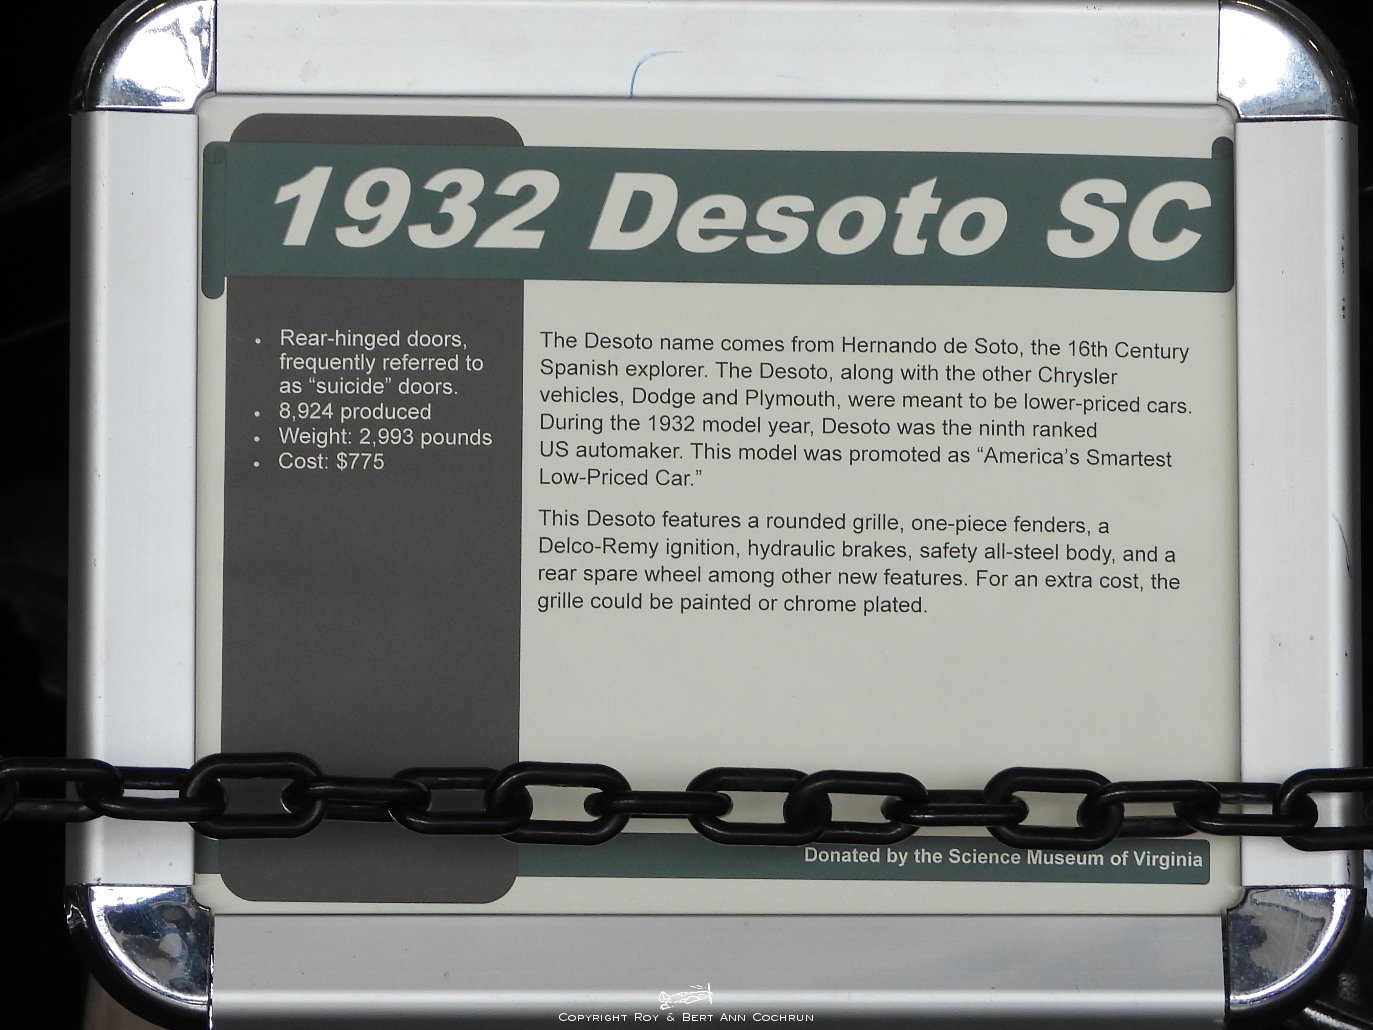 1932 Desoto SC
• Rear-hinged doors,
frequently referred to
as “suicide” doors.
• 8,924 produced
• Weight: 2,993 pounds
• Cost: $775
The Desoto name comes from Hernando de Soto, the 16th Century
Spanish explorer. The Desoto, along with the other Chrysler
vehicles, Dodge and Plymouth, were meant to be lower-priced cars.
During the 1932 model year, Desoto was the ninth ranked
US automaker. This model was promoted as “America’s Smartest
Low-Priced Car.”
This Desoto features a rounded grille, one-piece fenders, a
Delco-Remy ignition, hydraulic brakes, safety all-steel body, and a
rear spare wheel among other new features. For an extra cost, the
grille could be painted or chrome plated.
Donated by the Science Museum of Virginia
Copyright Roy & Bert Ann Cochrun